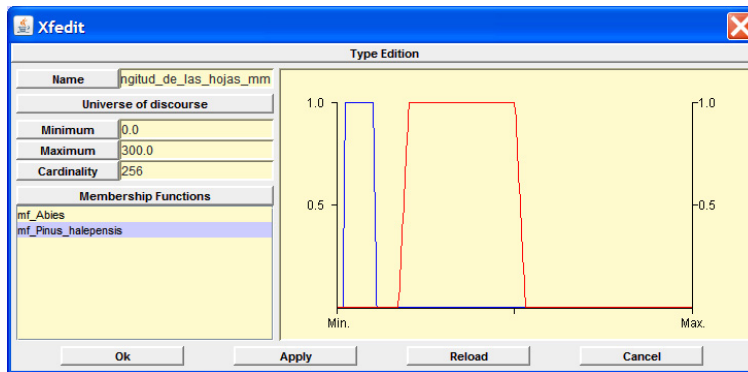 Xfedit
Type Edition
Name ngitud_de_las_hojas_mm
Universe of discourse
Minimum 0.0
Maximum 300.0
Cardinality 256
Membership Functions
mf_Abies
mf_Pinus_halepensis
1.0 1.0
0.5 0.5
Min. Max.
Ok Apply Reload Cancel